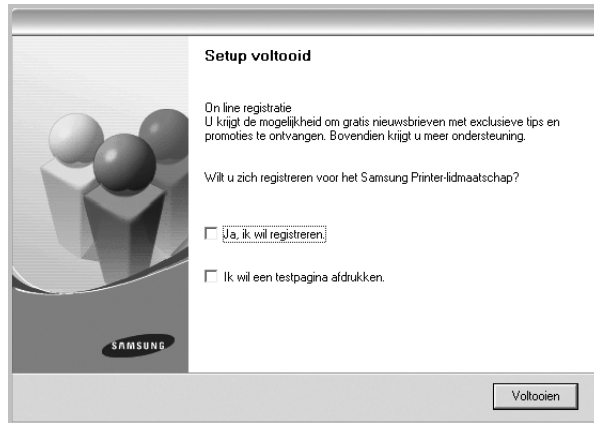 Setup voltooid
On line registratie
U krijgt de mogelijkheid om gratis nieuwsbrieven met exclusieve tips en
promoties te ontvangen. Bovendien krijgt u meer ondersteuning.
Wilt u zich registreren voor het Samsung Printer-lidmaatschap?
Ja, ik wil registreren.
Ik wil een testpagina afdrukken.
SAMSUNG
Voltooien